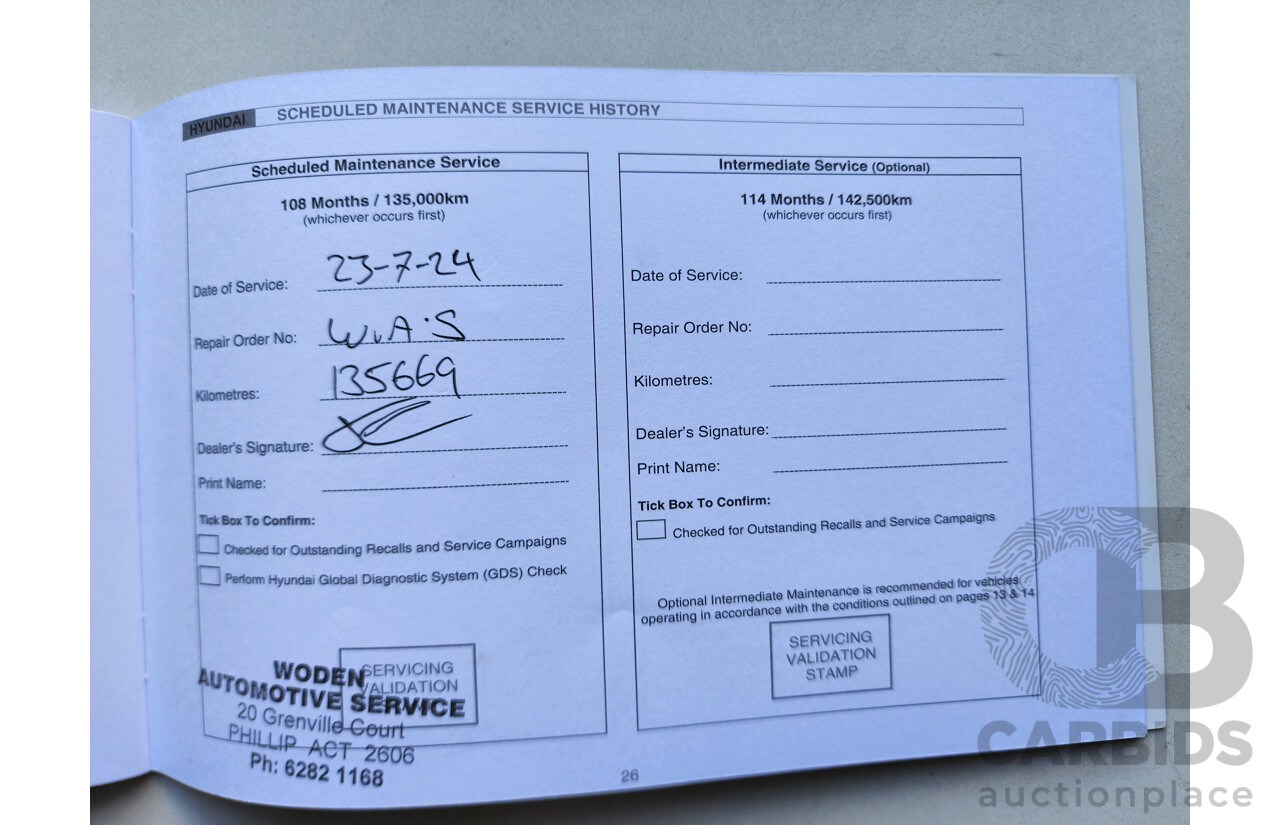 HYUNDAI
SCHEDULED MAINTENANCE SERVICE HISTORY
Scheduled Maintenance Service
108 Months / 135,000km
(whichever occurs first)
Date of Service: 23-7-24
Repair Order No: W.A.S
Kilometres: 135669
Dealer's Signature:
Print Name:
Tick Box To Confirm:
Checked for Outstanding Recalls and Service Campaigns
Perform Hyundai Global Diagnostic System (GDS) Check
SERVICING
VALIDATION
WODEN
AUTOMOTIVE SERVICE
20 Grenville Court
PHILLIP ACT 2606
Ph: 6282 1168
Intermediate Service (Optional)
114 Months / 142,500km
(whichever occurs first)
Date of Service:
Repair Order No:
Kilometres:
Dealer's Signature:
Print Name:
Tick Box To Confirm:
Checked for Outstanding Recalls and Service Campaigns
Optional Intermediate Maintenance is recommended for vehicles
operating in accordance with the conditions outlined on pages 13 & 14
SERVICING
VALIDATION
STAMP
26
CB
CARBIDS
auctionplace